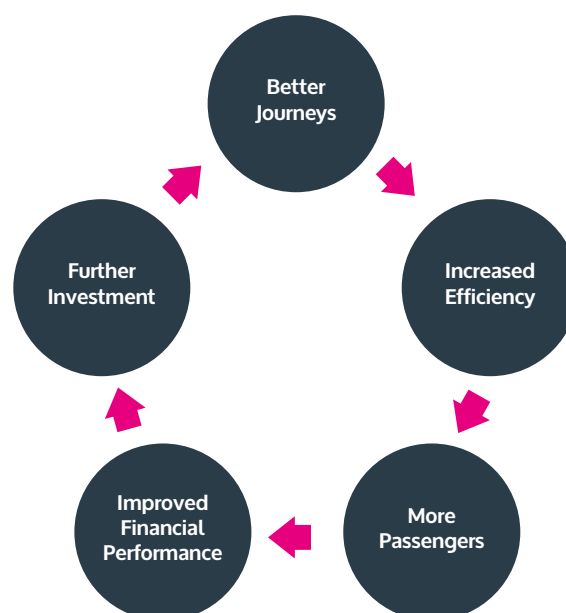 Better
Journeys
Increased
Efficiency
More
Passengers
Improved
Financial
Performance
Further
Investment